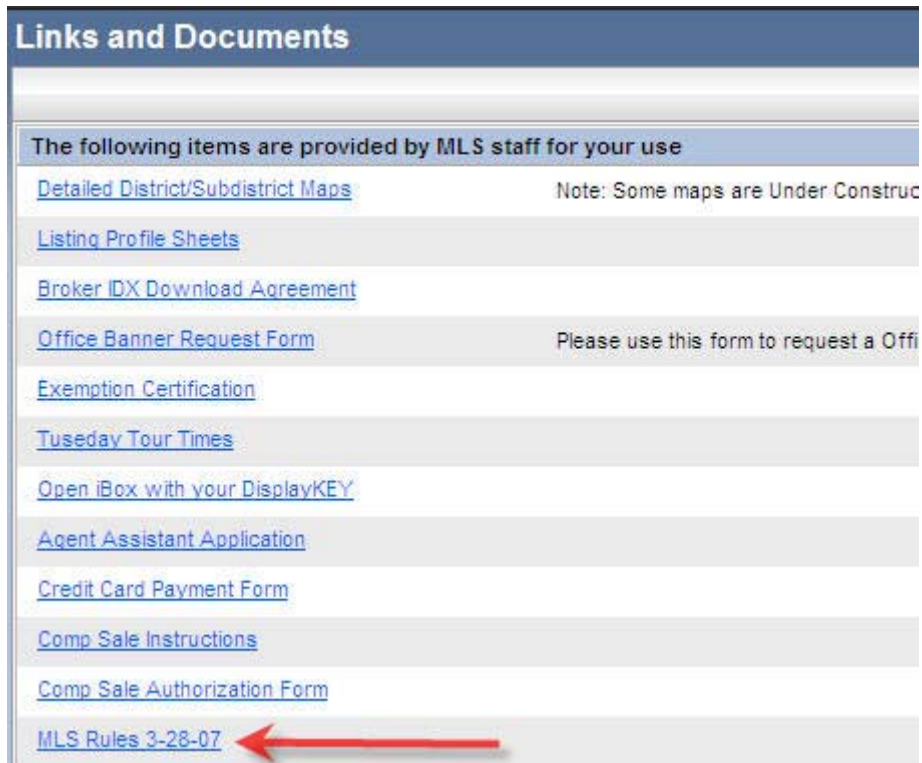 Links and Documents
The following items are provided by MLS staff for your use
Detailed District/Subdistrict Maps Note: Some maps are Under Construc
Listing Profile Sheets
Broker IDX Download Agreement
Office Banner Request Form Please use this form to request a Offi
Exemption Certification
Tuseday Tour Times
Open iBox with your DisplayKEY
Agent Assistant Application
Credit Card Payment Form
Comp Sale Instructions
Comp Sale Authorization Form
MLS Rules 3-28-07